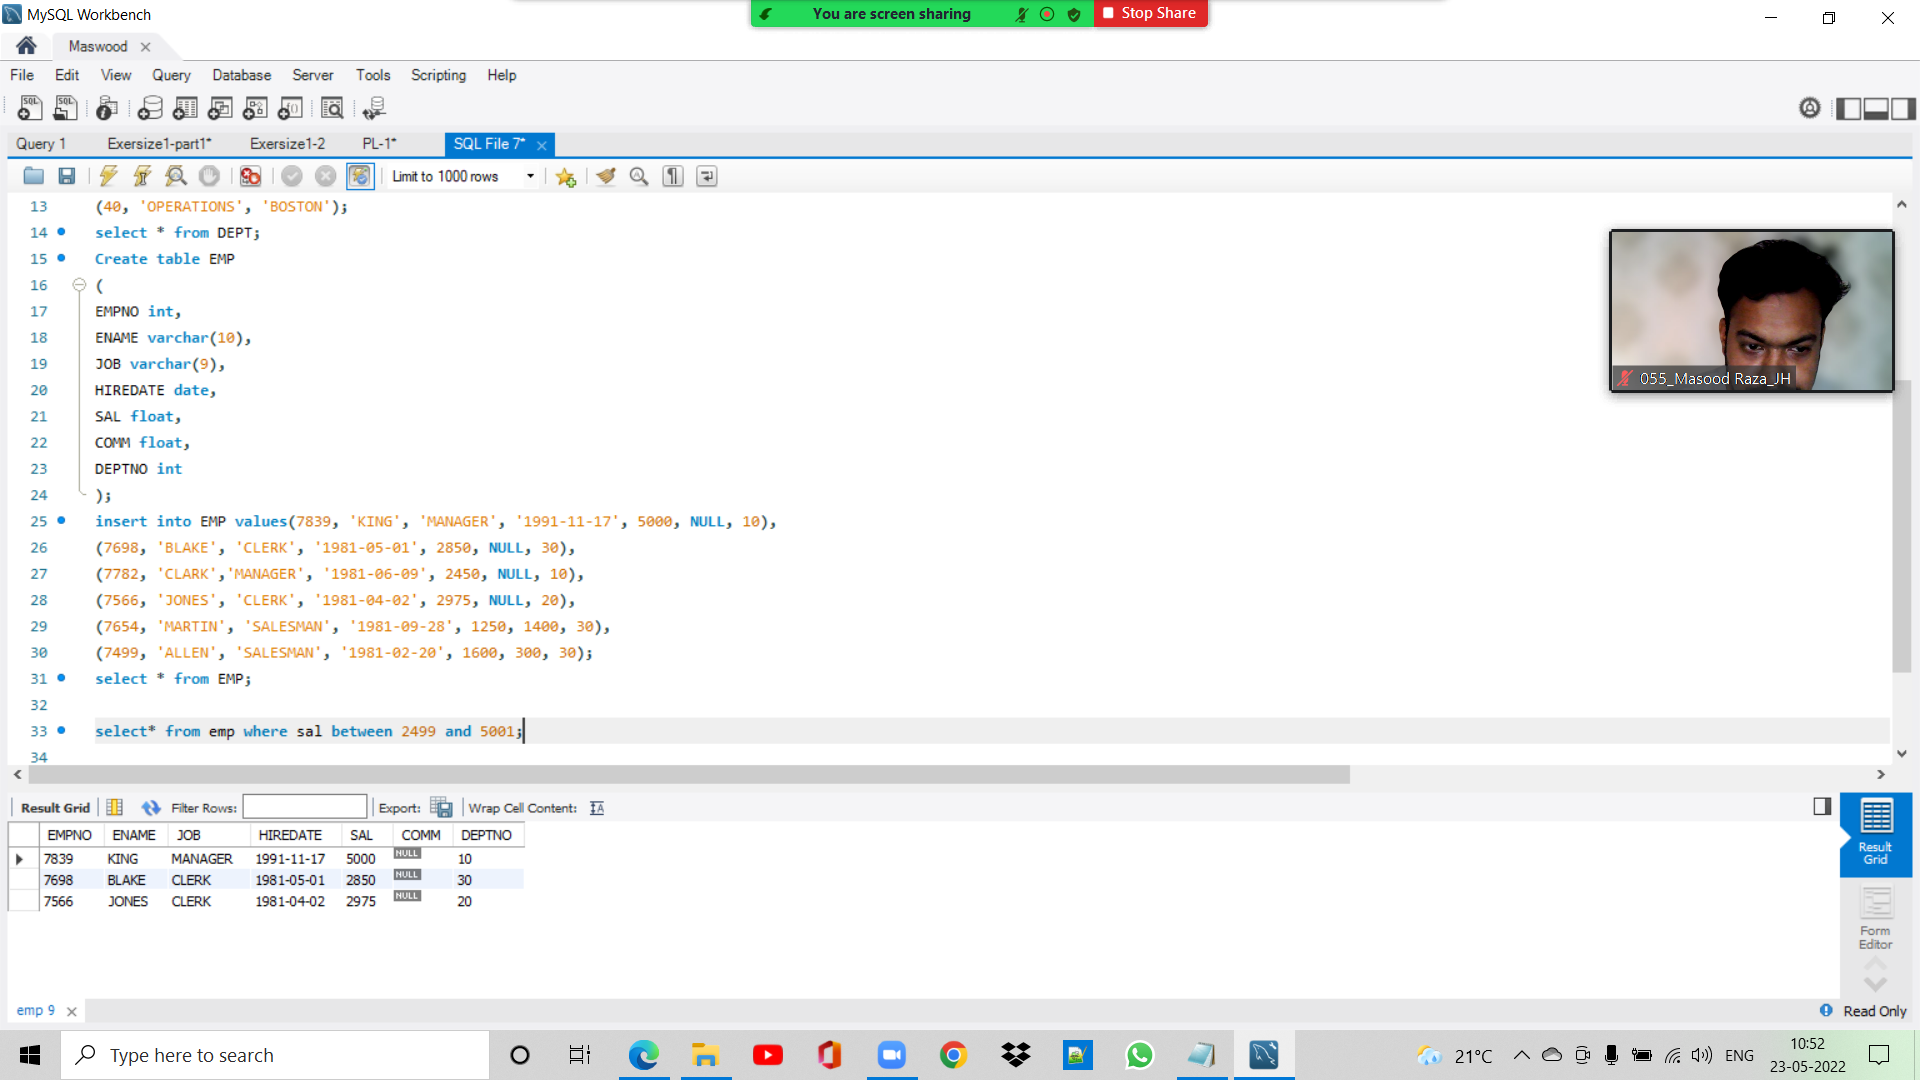 MySQL Workbench
You are screen sharing
Stop Share
Maswood
File Edit View Query Database Server Tools Scripting Help
Query 1 Exersize1-part1* Exersize1-2 PL-1* SQL File 7*
Limit to 1000 rows
13 (40, 'OPERATIONS', 'BOSTON');
14 select * from DEPT;
15 Create table EMP
16 (
17 EMPNO int,
18 ENAME varchar(10),
19 JOB varchar(9),
20 HIREDATE date,
21 SAL float,
22 COMM float,
23 DEPTNO int
24 );
25 insert into EMP values(7839, 'KING', 'MANAGER', '1991-11-17', 5000, NULL, 10),
26 (7698, 'BLAKE', 'CLERK', '1981-05-01', 2850, NULL, 30),
27 (7782, 'CLARK','MANAGER', '1981-06-09', 2450, NULL, 10),
28 (7566, 'JONES', 'CLERK', '1981-04-02', 2975, NULL, 20),
29 (7654, 'MARTIN', 'SALESMAN', '1981-09-28', 1250, 1400, 30),
30 (7499, 'ALLEN', 'SALESMAN', '1981-02-20', 1600, 300, 30);
31 select * from EMP;
32
33 select* from emp where sal between 2499 and 5001;
34
055_Masood Raza_JH
Result Grid Filter Rows: Export: Wrap Cell Content:
EMPNO ENAME JOB HIREDATE SAL COMM DEPTNO
7839 KING MANAGER 1991-11-17 5000 NULL 10
7698 BLAKE CLERK 1981-05-01 2850 NULL 30
7566 JONES CLERK 1981-04-02 2975 NULL 20
Result
Grid
Form
Editor
emp 9
Read Only
Type here to search
21°C
ENG
10:52
23-05-2022